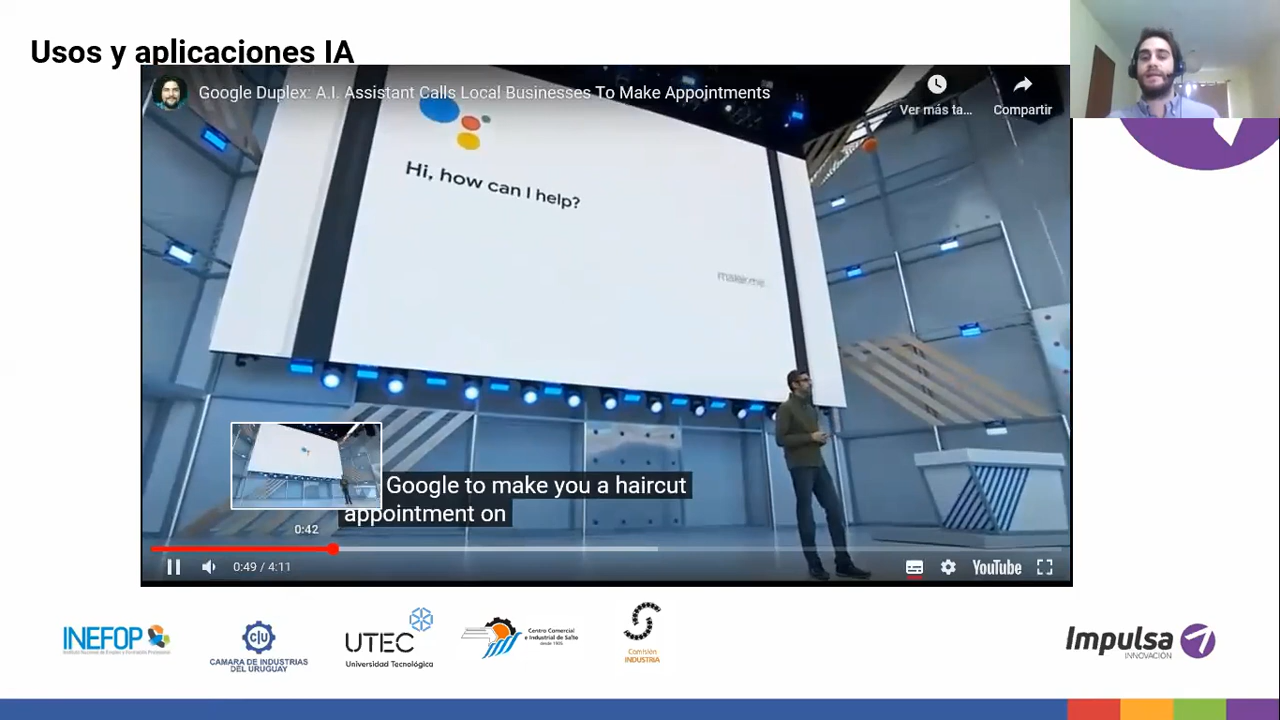 Usos y aplicaciones IA
Google Duplex: A.I. Assistant Calls Local Businesses To Make Appointments
Ver más ta...
Compartir
Hi, how can I help?
Google to make you a haircut
appointment on
0:42
0:49 / 4:11
YouTube
INEFOP
CAMARA DE INDUSTRIAS
DEL URUGUAY
UTEC
Universidad Tecnológica
Centro Comercial
e Industrial de Salto
Comisión
INDUSTRIA
Impulsa
INNOVACIÓN